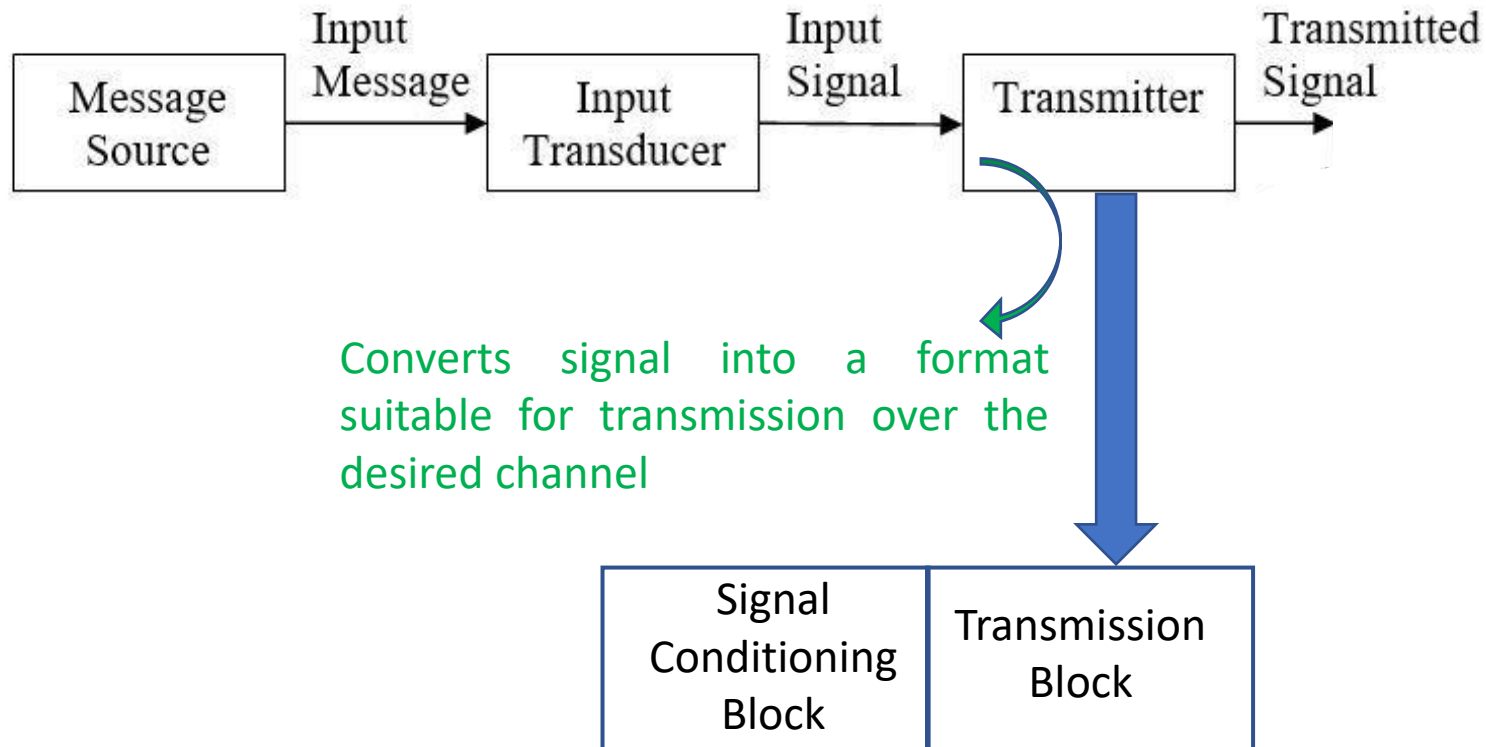 Message
Source
Input
Message
Input
Transducer
Input
Signal
Transmitter
Transmitted
Signal
Converts signal into a format
suitable for transmission over the
desired channel
Signal
Conditioning
Block
Transmission
Block